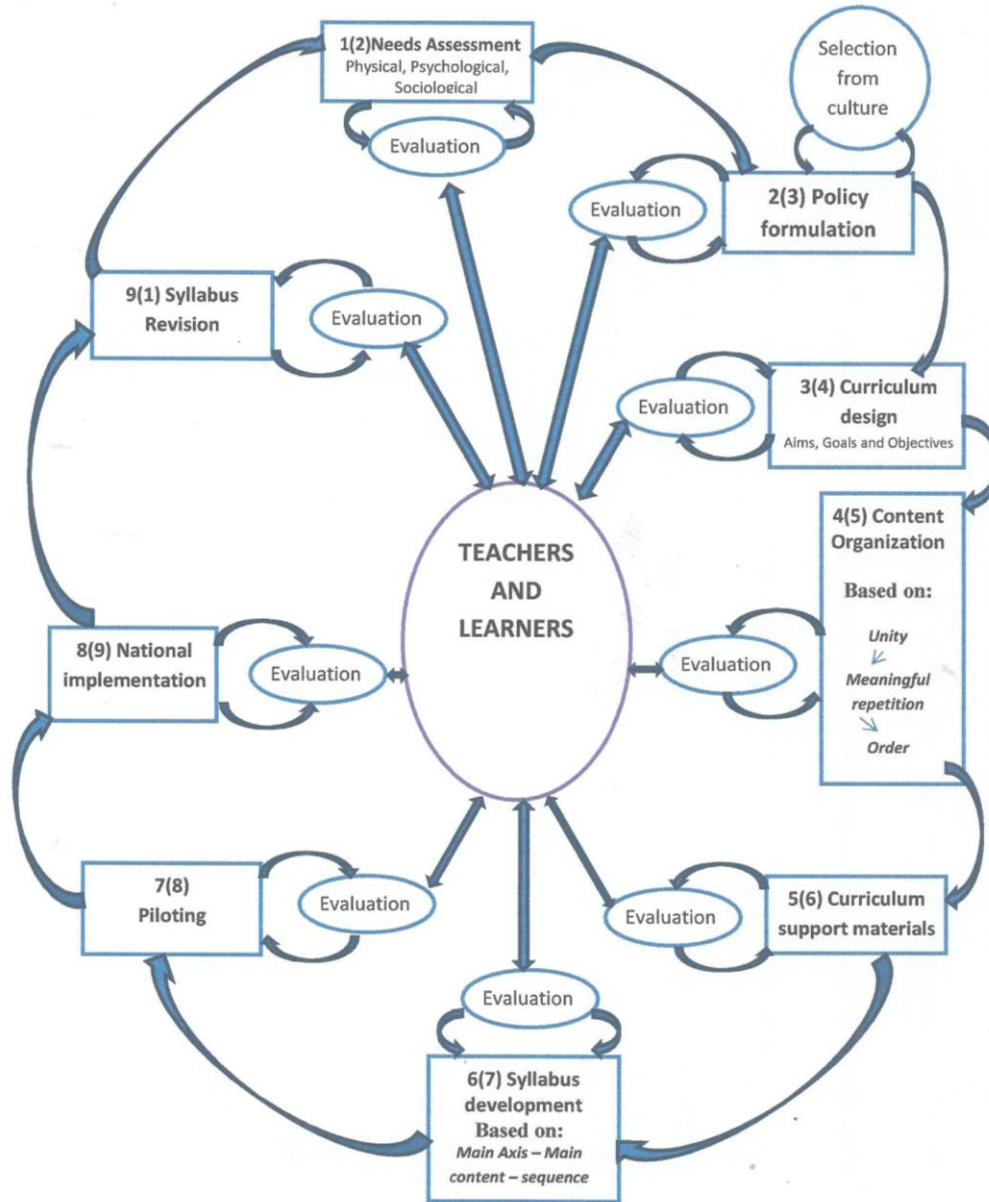 1(2)Needs Assessment
Physical, Psychological,
Sociological
Evaluation
Selection
from
culture
2(3) Policy
formulation
Evaluation
9(1) Syllabus
Revision
Evaluation
3(4) Curriculum
design
Aims, Goals and Objectives
Evaluation
TEACHERS
AND
LEARNERS
4(5) Content
Organization
Based on:
Unity
Meaningful
repetition
Order
Evaluation
8(9) National
implementation
Evaluation
7(8)
Piloting
Evaluation
5(6) Curriculum
support materials
Evaluation
Evaluation
6(7) Syllabus
development
Based on:
Main Axis – Main
content – sequence